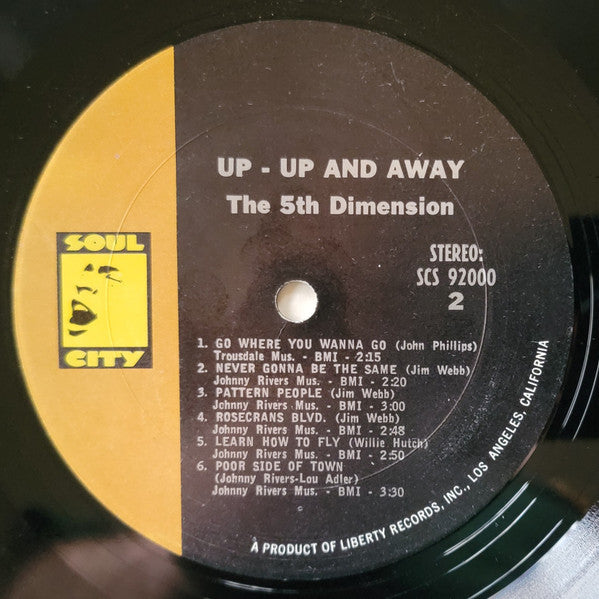 UP - UP AND AWAY
The 5th Dimension
SOUL
CITY
STEREO:
SCS 92000
2
1. GO WHERE YOU WANNA GO (John Phillips)
Trousdale Mus. - BMI - 2:15
2. NEVER GONNA BE THE SAME (Jim Webb)
Johnny Rivers Mus. - BMI - 2:20
3. PATTERN PEOPLE (Jim Webb)
Johnny Rivers Mus. - BMI - 3:00
4. ROSECRANS BLVD. (Jim Webb)
Johnny Rivers Mus. - BMI - 2:48
5. LEARN HOW TO FLY (Willie Hutch)
Johnny Rivers Mus. - BMI - 2:50
6. POOR SIDE OF TOWN
(Johnny Rivers-Lou Adler)
Johnny Rivers Mus. - BMI - 3:30
A PRODUCT OF LIBERTY RECORDS, INC., LOS ANGELES, CALIFORNIA